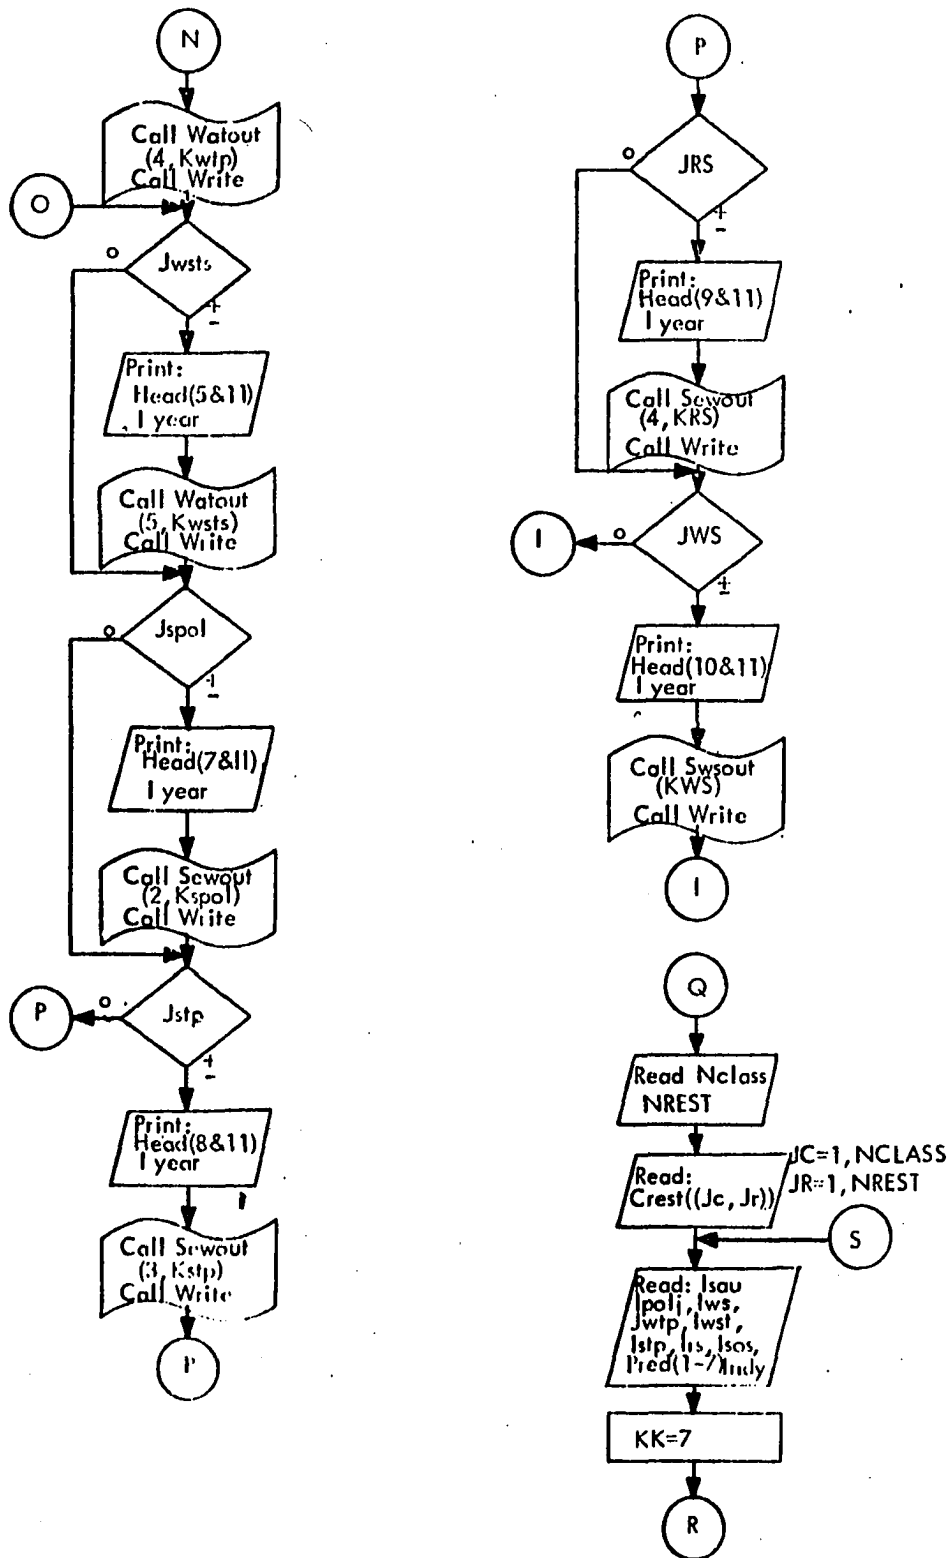 N
Call Watout
(4, Kwtp)
Call Write
O
o
Jwsts
+
-
Print:
Head(5&11)
1 year
Call Watout
(5, Kwsts)
Call Write
o
Jspol
+
-
Print:
Head(7&11)
1 year
Call Sewout
(2, Kspol)
Call Write
P
o
Jstp
+
-
Print:
Head(8&11)
1 year
Call Sewout
(3, Kstp)
Call Write
P
P
o
JRS
+
-
Print:
Head(9&11)
1 year
Call Sewout
(4, KRS)
Call Write
I
o
JWS
+
-
Print:
Head(10&11)
1 year
Call Swsout
(KWS)
Call Write
I
Q
Read Nclass
NREST
Read:
Crest((Jc, Jr))
JC=1, NCLASS
JR=1, NREST
S
Read: Isau
Ipolj, Iws,
Jwtp, Iwst,
Istp, Irs, Isos,
Pred(1-7)
KK=7
R